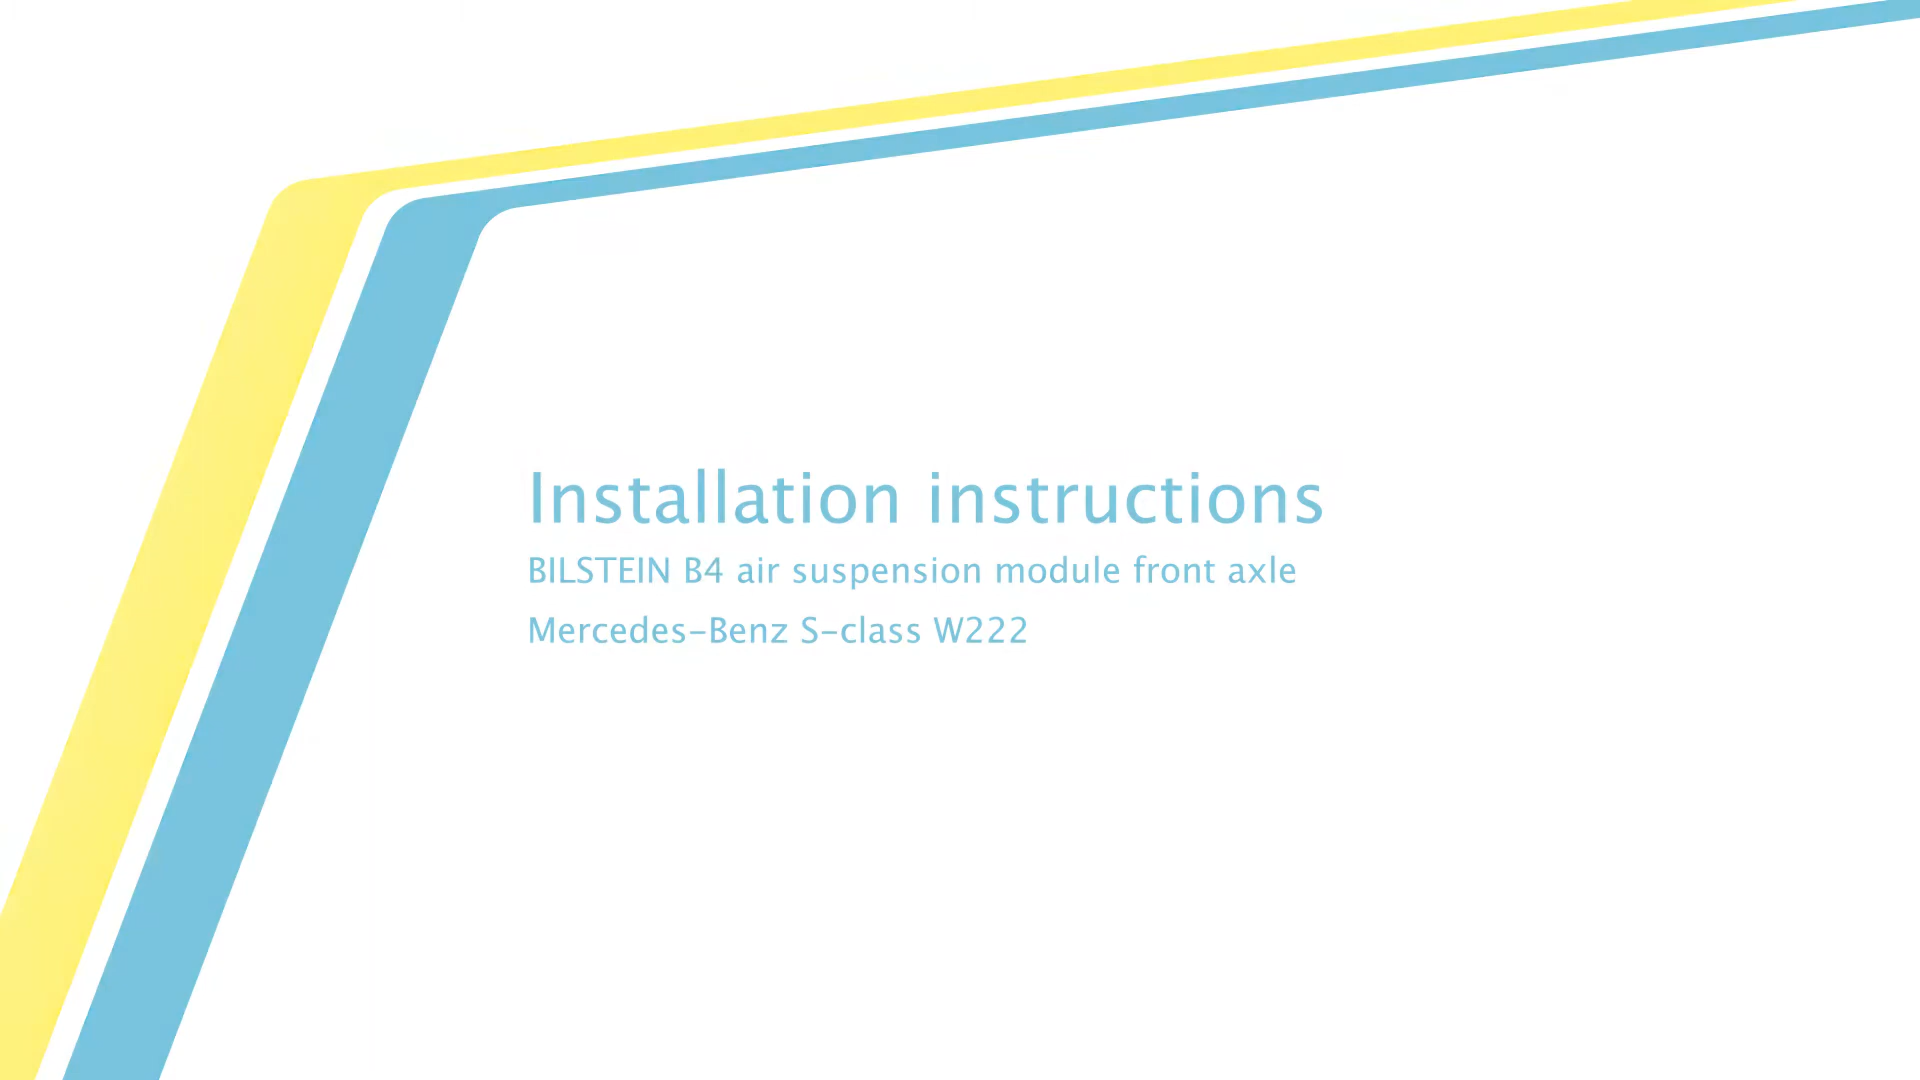 Installation instructions
BILSTEIN B4 air suspension module front axle
Mercedes-Benz S-class W222